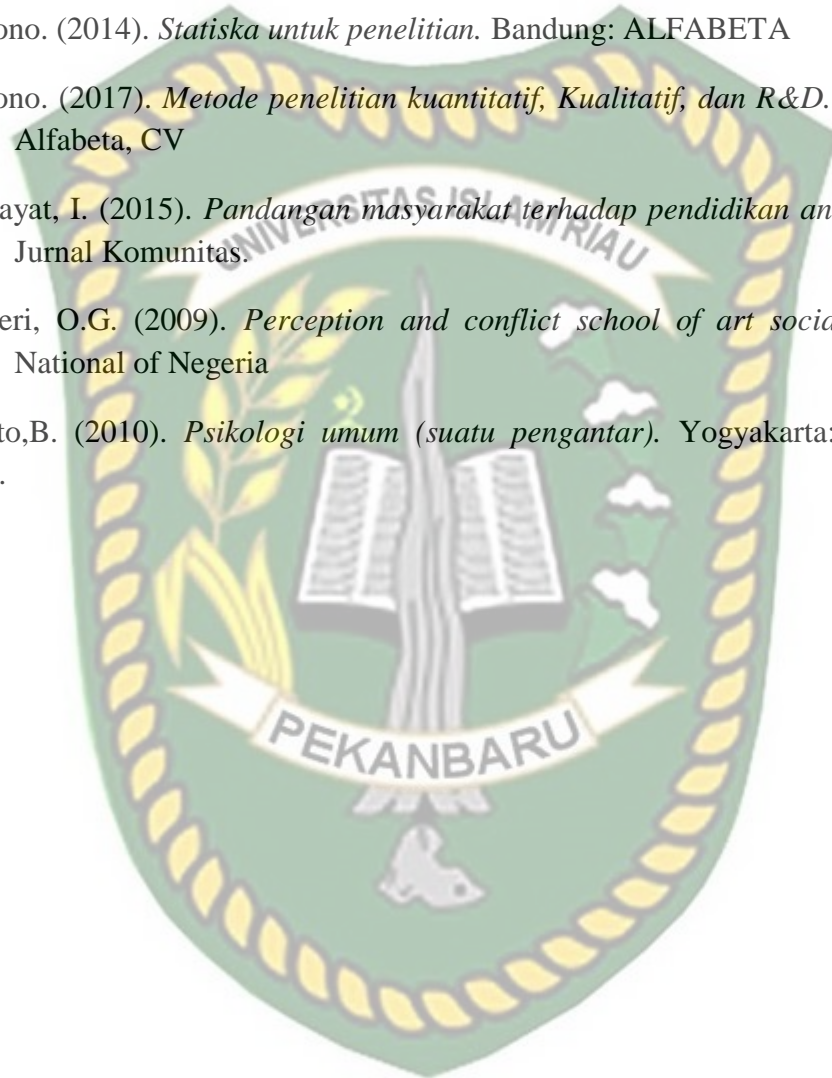 ono. (2014). Statiska untuk penelitian. Bandung: ALFABETA
ono. (2017). Metode penelitian kuantitatif, Kualitatif, dan R&D.
Alfabeta, CV
UNIVERSITAS ISLAM RIAU
ayat, I. (2015). Pandangan masyarakat terhadap pendidikan an
Jurnal Komunitas.
eri, O.G. (2009). Perception and conflict school of art socia
National of Negeria
to,B. (2010). Psikologi umum (suatu pengantar). Yogyakarta:
.
PEKANBARU